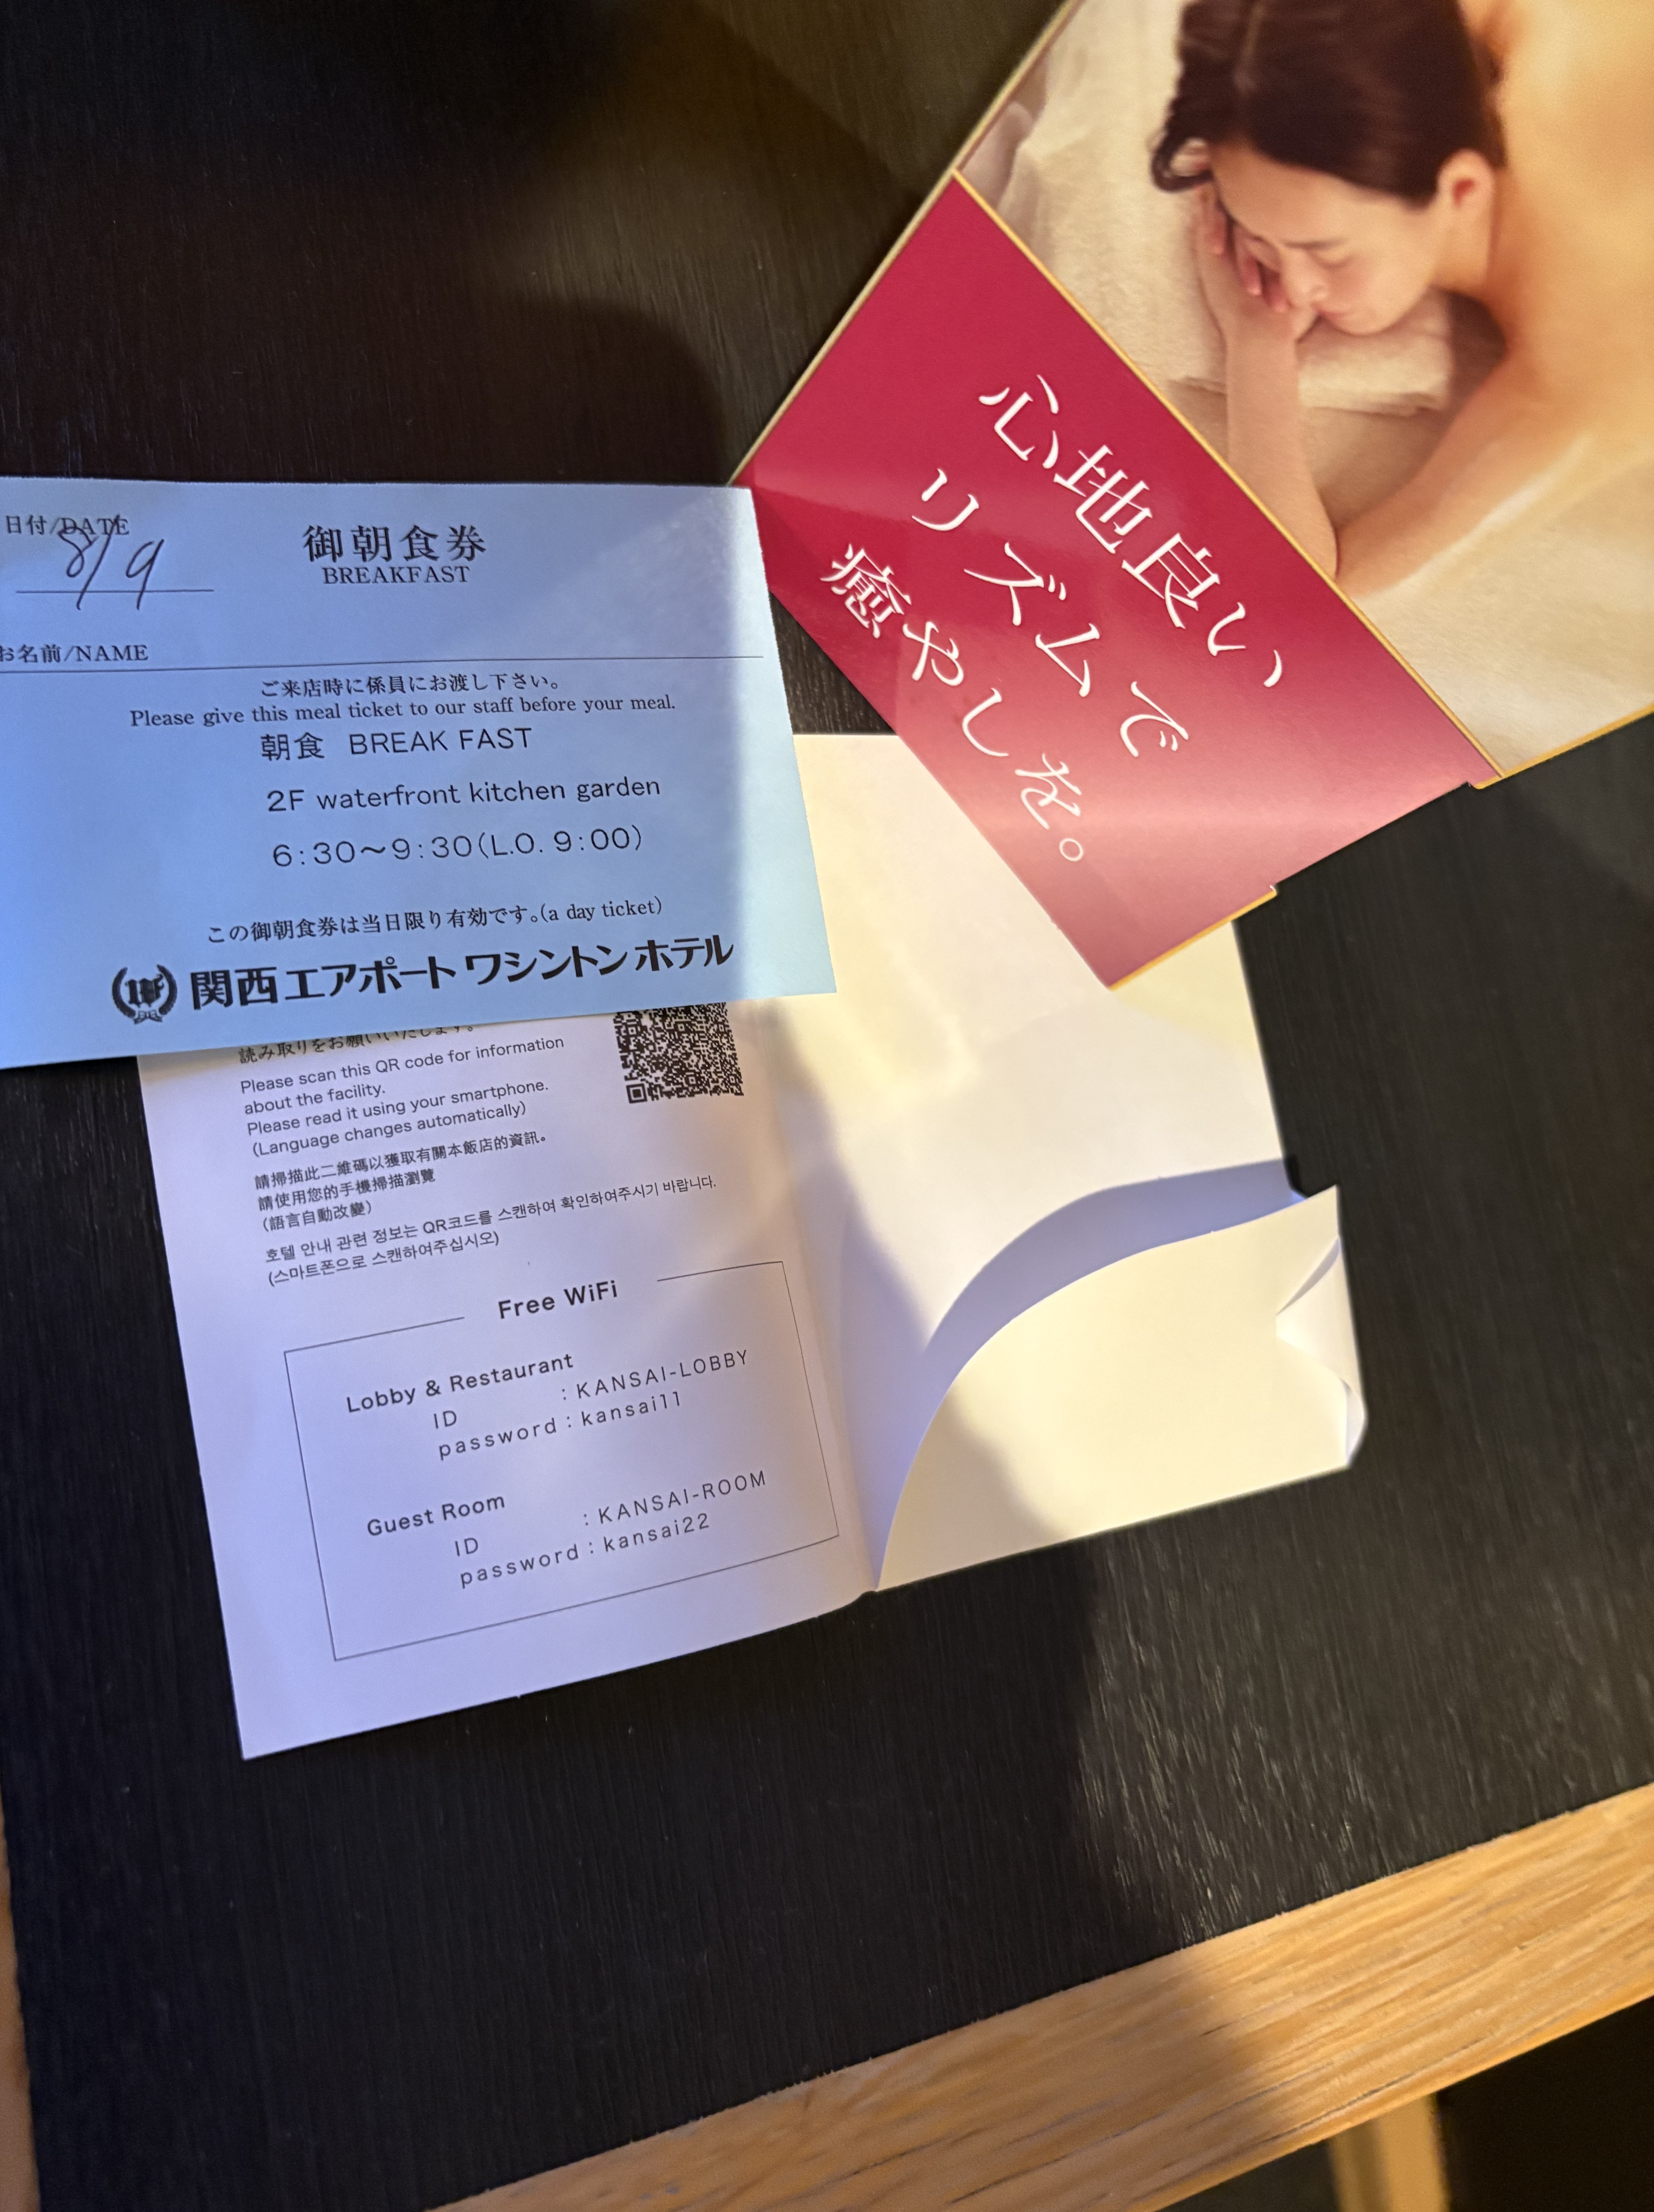 日付/DATE
8/9
御朝食券
BREAKFAST
お名前/NAME
ご来店時に係員にお渡し下さい。
Please give this meal ticket to our staff before your meal.
朝食 BREAK FAST
2F waterfront kitchen garden
6:30～9:30(L.O. 9:00)
この御朝食券は当日限り有効です。(a day ticket)
関西エアポートワシントンホテル
心地良い
リズムで
癒やしを。
読み取りをお願いいたします。
Please scan this QR code for information
about the facility.
Please read it using your smartphone.
(Language changes automatically)
請掃描此二維碼以獲取有關本飯店的資訊。
請使用您的手機掃描瀏覽
(語言自動改變)
호텔 안내 관련 정보는 QR코드를 스캔하여 확인하여주시기 바랍니다.
(스마트폰으로 스캔하여주십시오)
Free WiFi
Lobby & Restaurant
ID : KANSAI-LOBBY
password : kansai11
Guest Room
ID : KANSAI-ROOM
password : kansai22